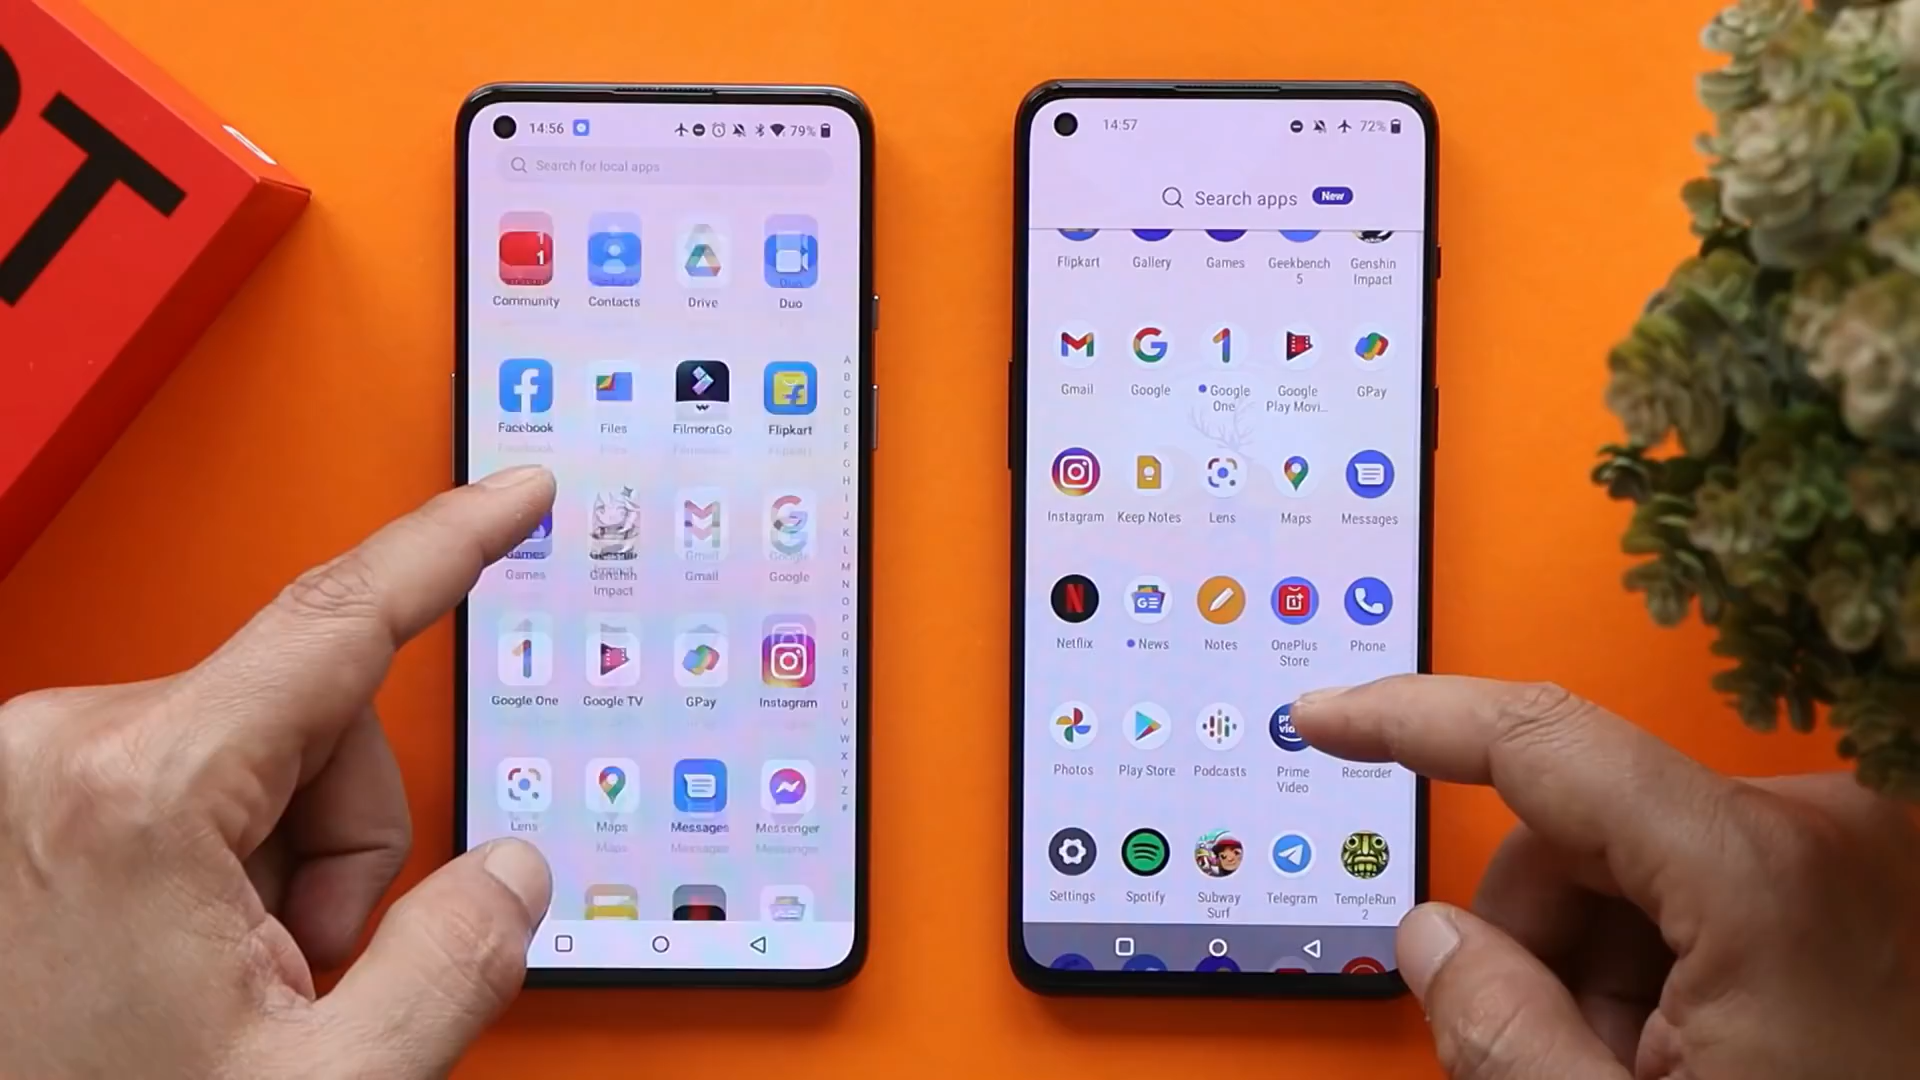 T
14:56
79%
Search for local apps
Community
Contacts
Drive
Duo
Facebook
Files
FilmoraGo
Flipkart
Games
Games
Genshin
Impact
Gmail
Google
Google One
Google TV
GPay
Instagram
Lens
Maps
Messages
Messenger
Maps
Messages
Messenger
A
B
C
D
E
F
G
H
I
J
K
L
M
N
O
P
Q
R
S
T
U
V
W
X
Y
Z
#
14:57
72%
Search apps New
Flipkart
Gallery
Games
Geekbench
5
Genshin
Impact
Gmail
Google
Google
One
Google
Play Movi...
GPay
Instagram
Keep Notes
Lens
Maps
Messages
Netflix
News
Notes
OnePlus
Store
Phone
Photos
Play Store
Podcasts
Prime
Video
Recorder
Settings
Spotify
Subway
Surf
Telegram
TempleRun
2